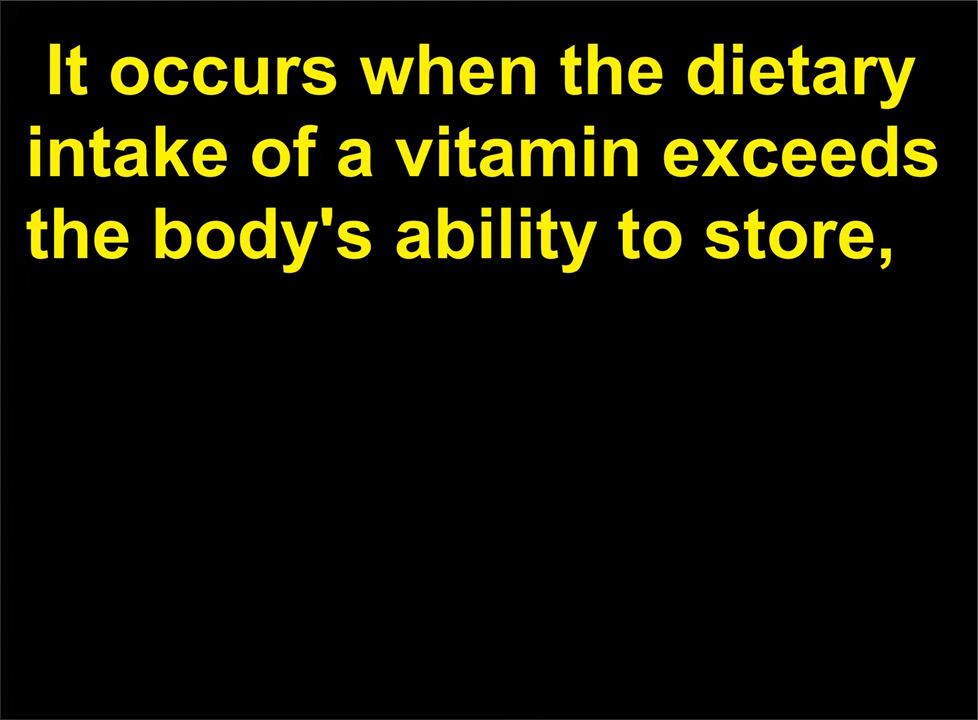 It occurs when the dietary
intake of a vitamin exceeds
the body's ability to store,